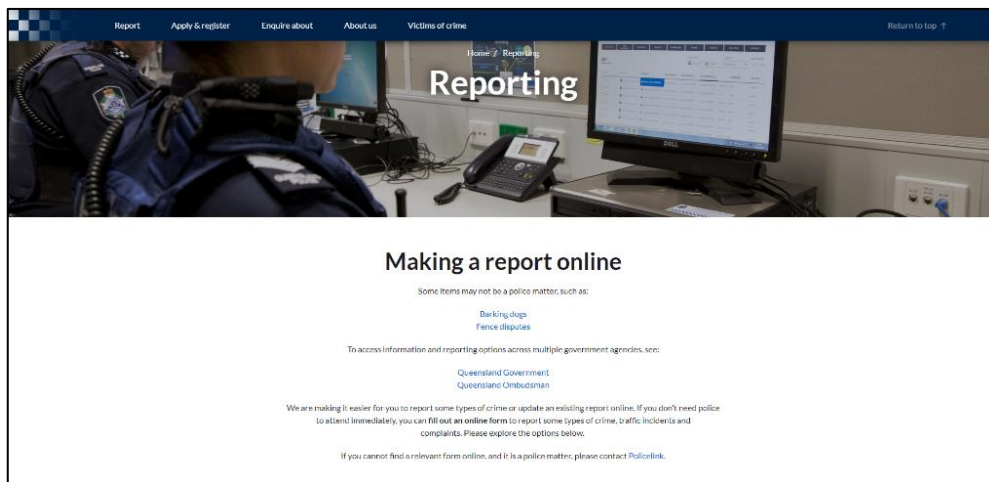 Report Apply & register Enquire about About us Victims of crime Return to top ↑
Home / Reporting
Reporting
DELL
Making a report online
Some items may not be a police matter, such as:
Barking dogs
Fence disputes
To access information and reporting options across multiple government agencies, see:
Queensland Government
Queensland Ombudsman
We are making it easier for you to report some types of crime or update an existing report online. If you don't need police
to attend immediately, you can fill out an online form to report some types of crime, traffic incidents and
complaints. Please explore the options below.
If you cannot find a relevant form online, and it is a police matter, please contact Policelink.